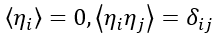 ⟨η_i⟩ = 0, ⟨η_i η_j⟩ = δ_ij